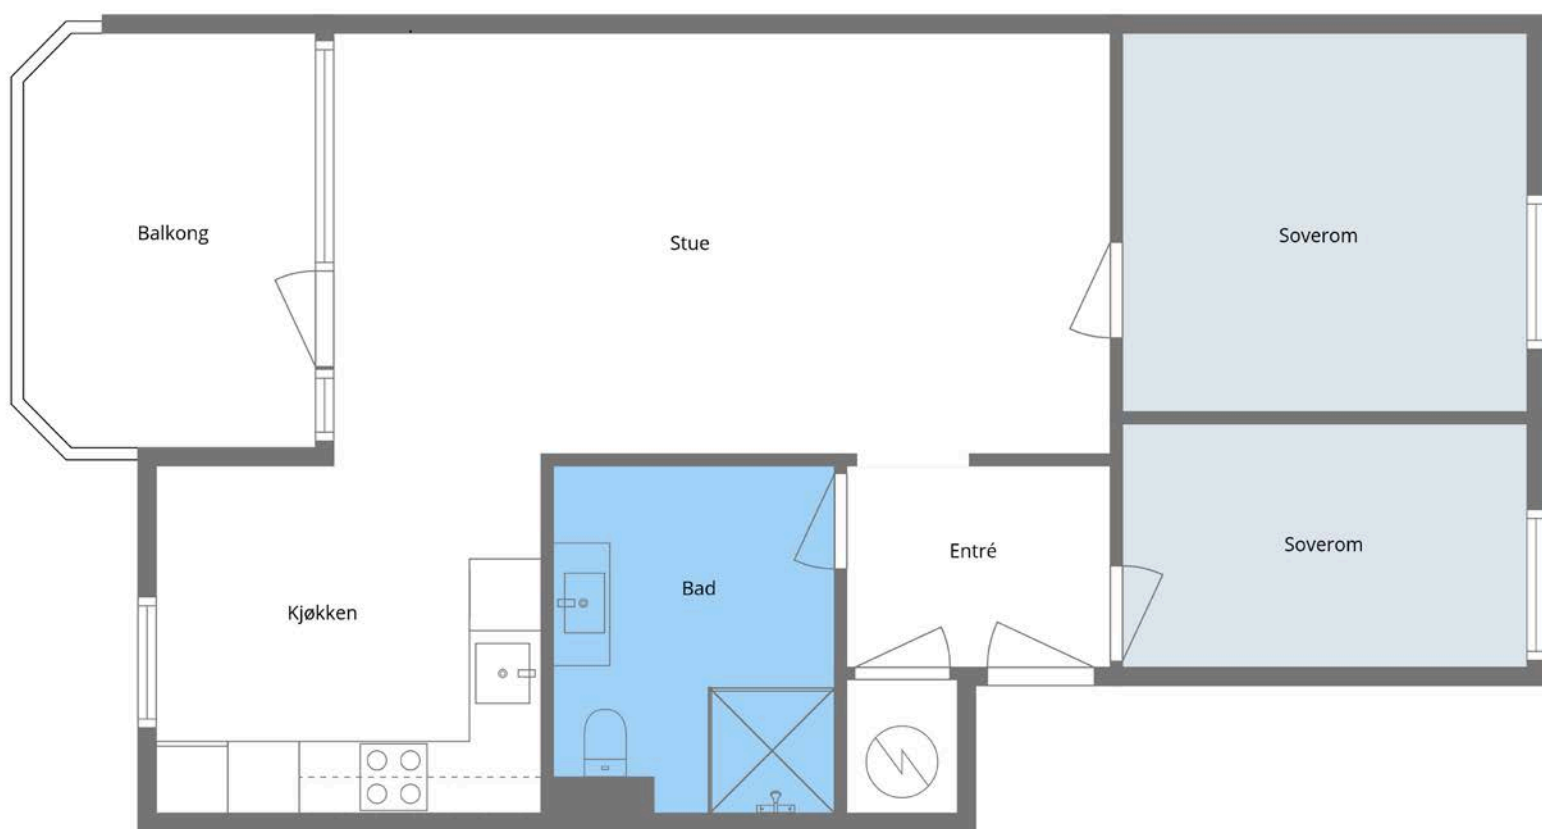 Balkong
Stue
Soverom
Entré
Soverom
Bad
Kjøkken